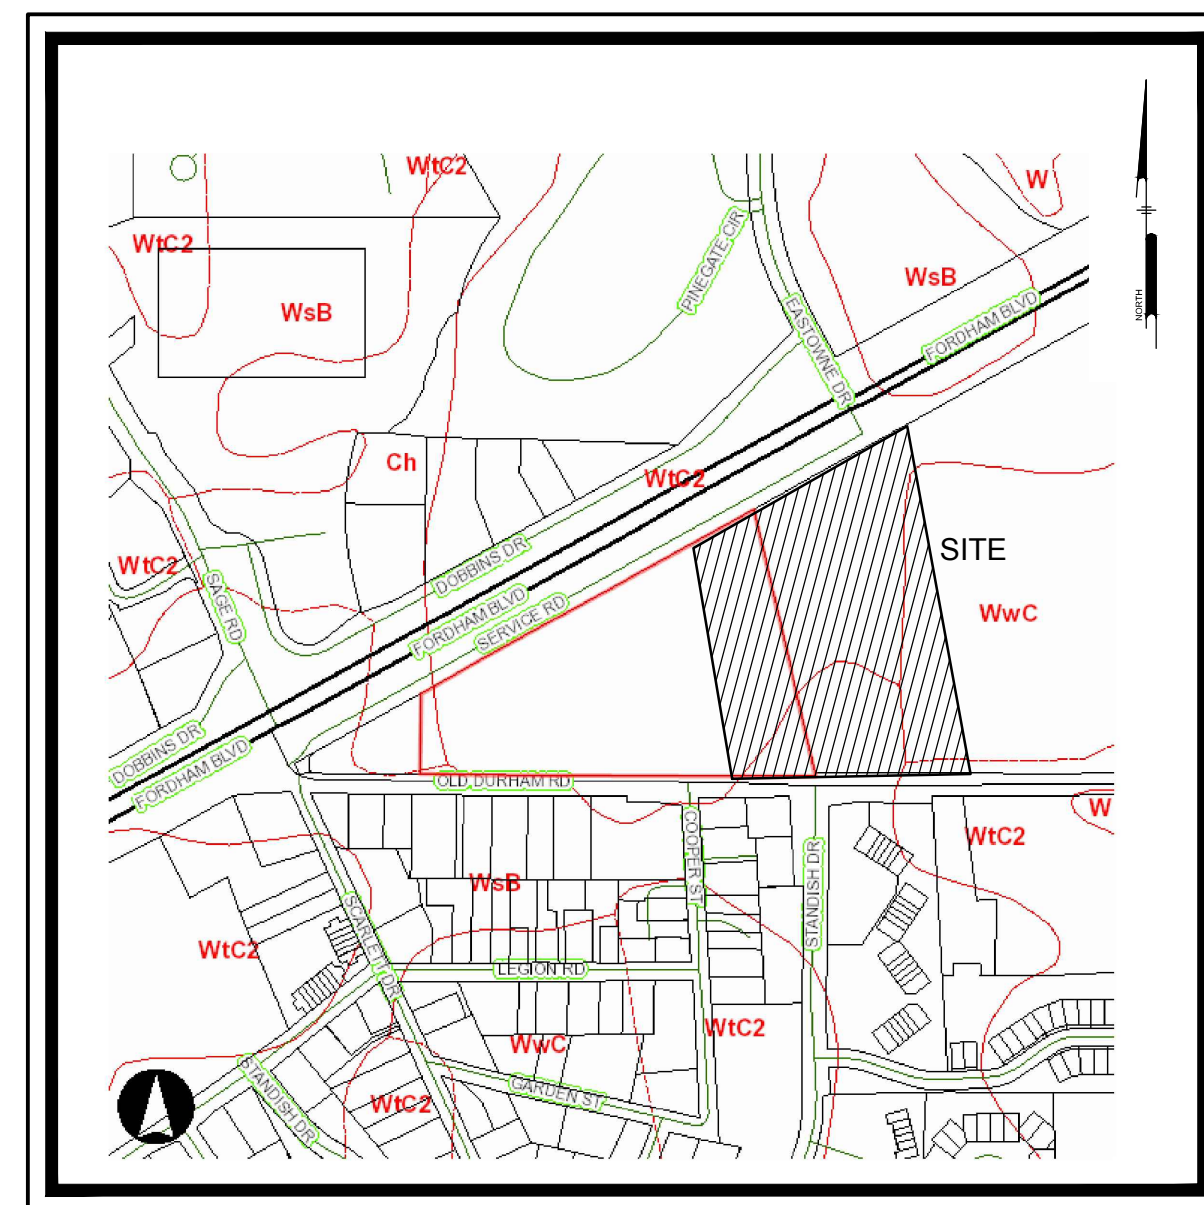 WtC2
W
WtC2
PINEGATE CIR
WsB
WsB
EASTOWNE DR
FORDHAM BLVD
NORTH
Ch
WtC2
SITE
WtC2
DOBBINS DR
SAGE RD
FORDHAM BLVD
SERVICE RD
WwC
DOBBINS DR
FORDHAM BLVD
OLD DURHAM RD
W
COOPER ST
WtC2
STANDISH DR
WsB
SCARLETT DR
WtC2
LEGION RD
WtC2
WwC
STANDISH DR
GARDEN ST
WtC2